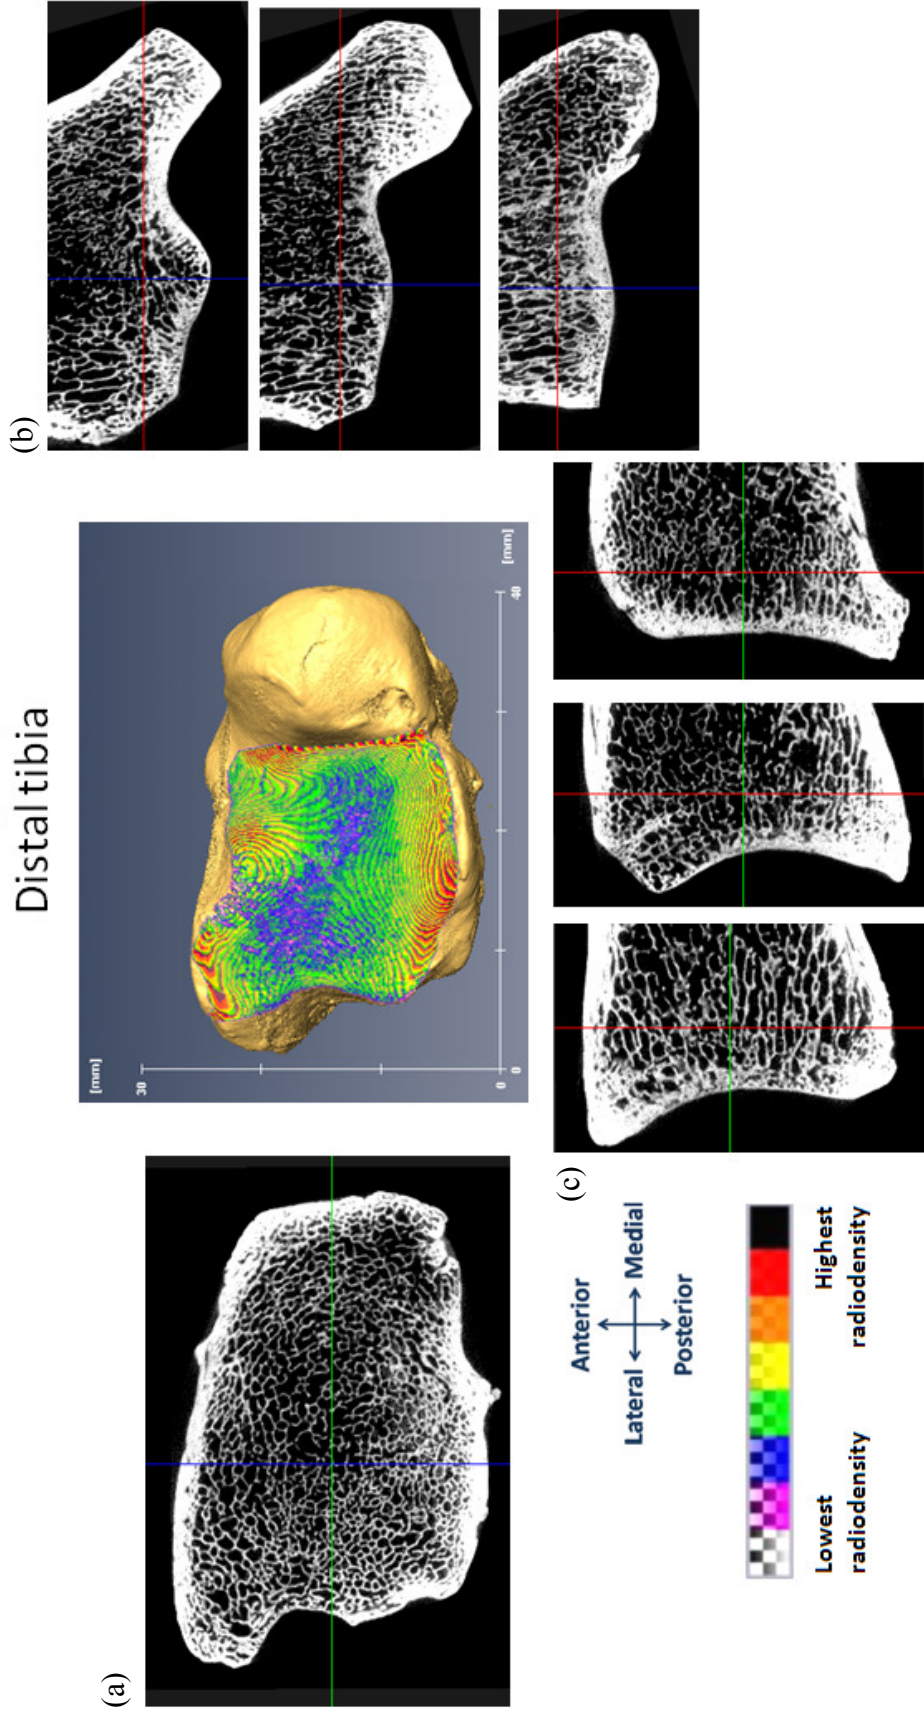 Distal tibia
(a)
[mm]
30
0
0
40
[mm]
(b)
(c)
Anterior
Lateral
Medial
Posterior
Lowest
radiodensity
Highest
radiodensity